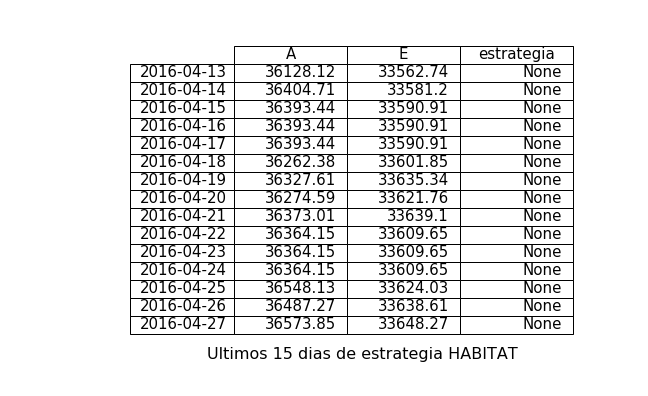 A E estrategia
2016-04-13 36128.12 33562.74 None
2016-04-14 36404.71 33581.2 None
2016-04-15 36393.44 33590.91 None
2016-04-16 36393.44 33590.91 None
2016-04-17 36393.44 33590.91 None
2016-04-18 36262.38 33601.85 None
2016-04-19 36327.61 33635.34 None
2016-04-20 36274.59 33621.76 None
2016-04-21 36373.01 33639.1 None
2016-04-22 36364.15 33609.65 None
2016-04-23 36364.15 33609.65 None
2016-04-24 36364.15 33609.65 None
2016-04-25 36548.13 33624.03 None
2016-04-26 36487.27 33638.61 None
2016-04-27 36573.85 33648.27 None
Ultimos 15 dias de estrategia HABITAT